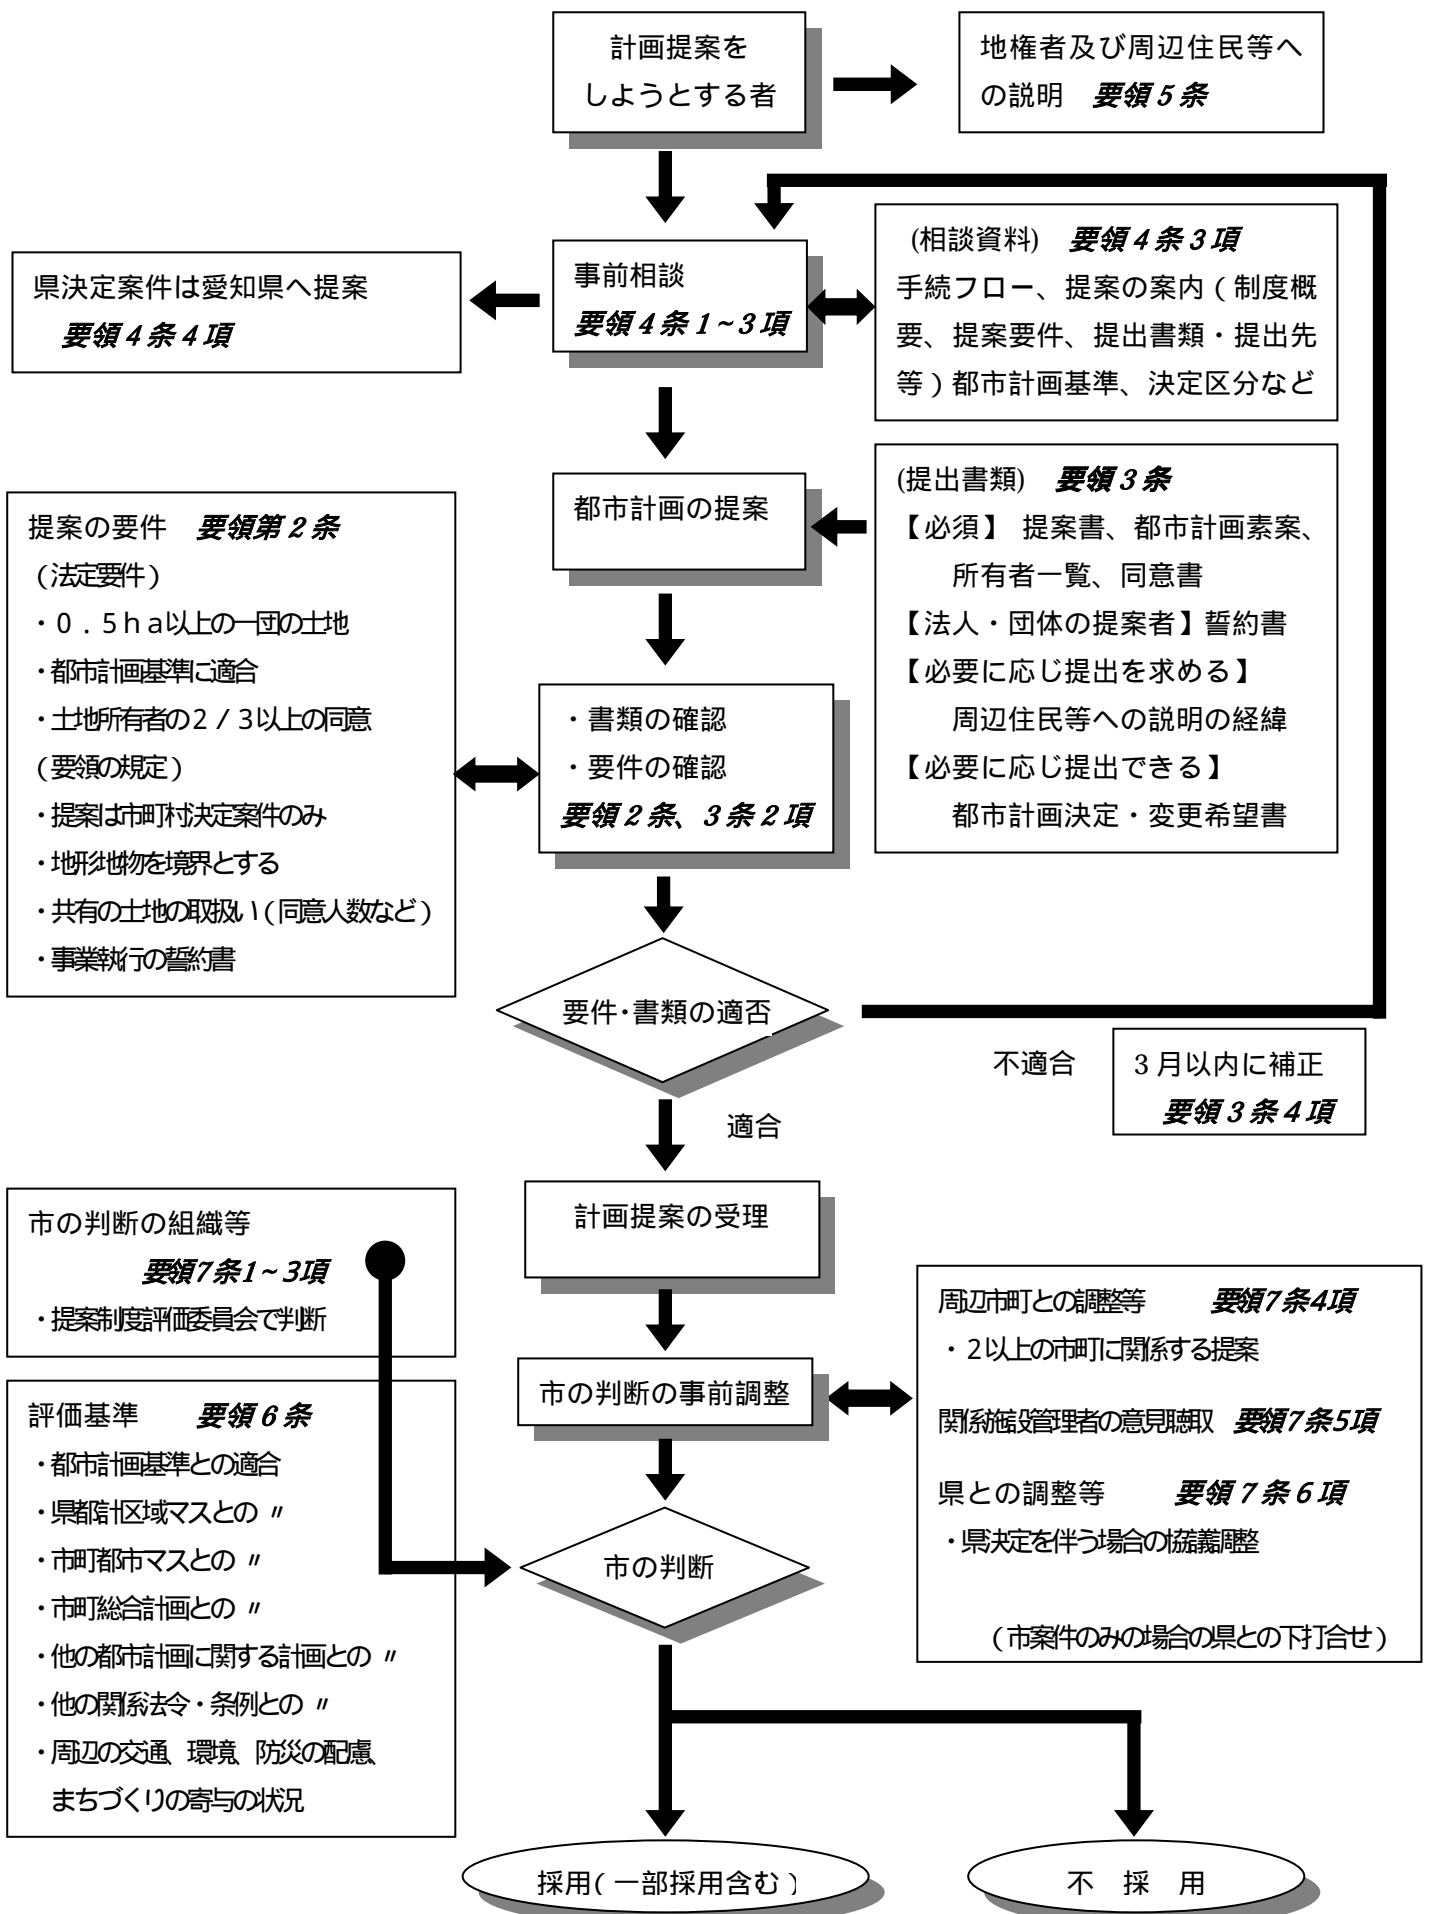 計画提案を
しようとする者
地権者及び周辺住民等へ
の説明　要領５条
事前相談
要領４条１~３項
県決定案件は愛知県へ提案
要領４条４項
(相談資料)　要領４条３項
手続フロー、提案の案内（制度概
要、提案要件、提出書類・提出先
等）都市計画基準、決定区分など
都市計画の提案
(提出書類)　要領３条
【必須】 提案書、都市計画素案、
所有者一覧、同意書
【法人・団体の提案者】誓約書
【必要に応じ提出を求める】
周辺住民等への説明の経緯
【必要に応じ提出できる】
都市計画決定・変更希望書
提案の要件　要領第２条
（法定要件）
・０．５ｈａ以上の一団の土地
・都市計画基準に適合
・土地所有者の２／３以上の同意
（要領の規定）
・提案は市町村決定案件のみ
・地形地物を境界とする
・共有の土地の取扱い（同意人数など）
・事業執行の誓約書
・書類の確認
・要件の確認
要領２条、３条２項
要件・書類の適否
不適合
３月以内に補正
要領３条４項
適合
計画提案の受理
市の判断の組織等
要領7条1~3項
・提案制度評価委員会で判断
市の判断の事前調整
周辺市町との調整等　要領7条4項
・２以上の市町に関係する提案
関係施設管理者の意見聴取　要領7条5項
県との調整等　要領７条６項
・県決定を伴う場合の協議調整
（市案件のみの場合の県との下打合せ）
評価基準　要領６条
・都市計画基準との適合
・県都計区域マスとの 〃
・市町都市マスとの 〃
・市町総合計画との 〃
・他の都市計画に関する計画との 〃
・他の関係法令・条例との 〃
・周辺の交通、環境、防災の配慮、
まちづくりの寄与の状況
市の判断
採用（一部採用含む）
不　採　用